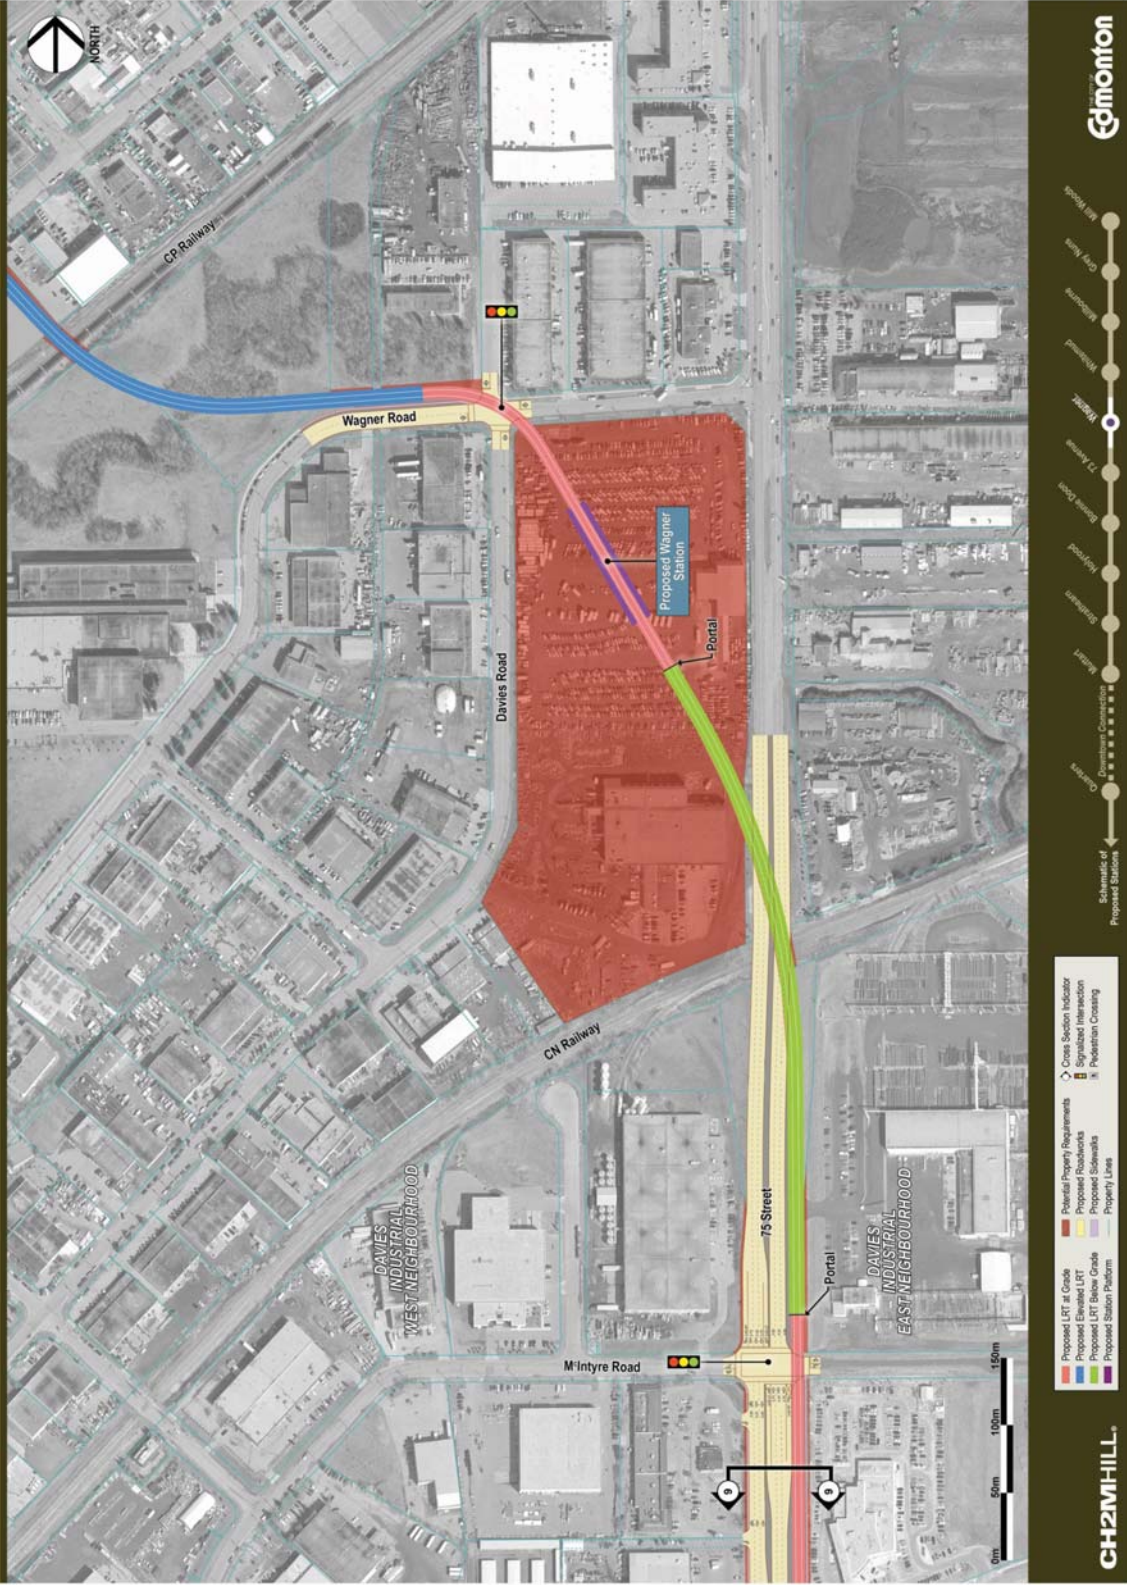 NORTH
CP Railway
Wagner Road
Proposed Wagner
Station
Portal
Davies Road
CN Railway
DAVIES
INDUSTRIAL
WEST NEIGHBOURHOOD
75 Street
DAVIES
INDUSTRIAL
EAST NEIGHBOURHOOD
Portal
McIntyre Road
9
9
0m
50m
100m
150m
CH2MHILL®
Proposed LRT at Grade
Proposed Elevated LRT
Proposed LRT Below Grade
Proposed Station Platform
Potential Property Requirements
Proposed Roadworks
Proposed Sidewalks
Property Lines
Cross Section Indicator
Signalized Intersection
Pedestrian Crossing
Schematic of
Proposed Stations
Quarters
Downtown Connection
Muttart
Strathearn
Holyrood
Bonnie Doon
73 Avenue
Wagner
Whitemud
Millbourne
Grey Nuns
Mill Woods
THE CITY OF
Edmonton